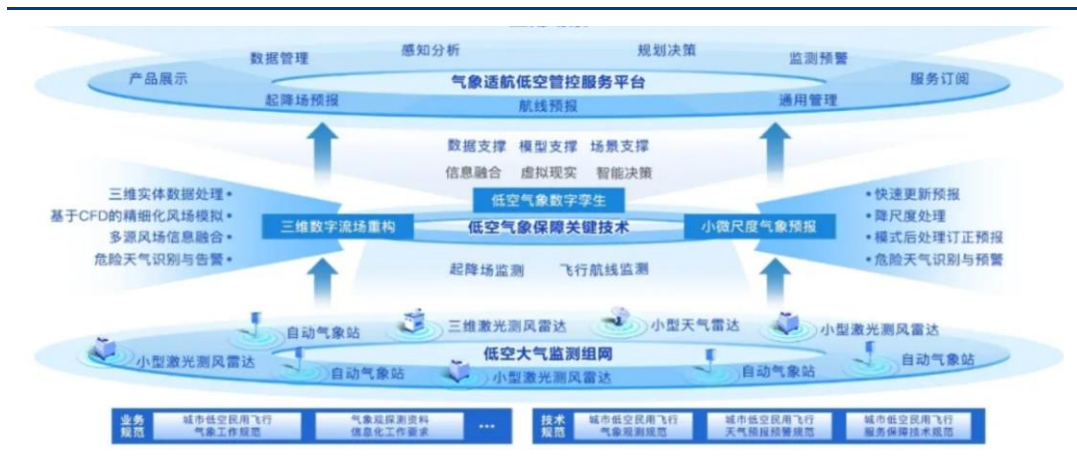 感知分析
规划决策
数据管理
监测预警
产品展示
气象适航低空管控服务平台
服务订阅
起降场预报
航线预报
通用管理
数据支撑 模型支撑 场景支撑
信息融合 虚拟现实 智能决策
低空气象数字孪生
三维实体数据处理
基于CFD的精细化风场模拟
多源风场信息融合
危险天气识别与告警
三维数字流场重构
低空气象保障关键技术
小微尺度气象预报
快速更新预报
降尺度处理
模式后处理订正预报
危险天气识别与预警
起降场监测 飞行航线监测
自动气象站
三维激光测风雷达
小型天气雷达
小型激光测风雷达
小型激光测风雷达
低空大气监测组网
自动气象站
自动气象站
小型激光测风雷达
自动气象站
业务
规范
城市低空民用飞行
气象工作规范
气象观探测资料
信息化工作要求
...
技术
规范
城市低空民用飞行
气象观测规范
城市低空民用飞行
天气预报预警规范
城市低空民用飞行
服务保障技术规范